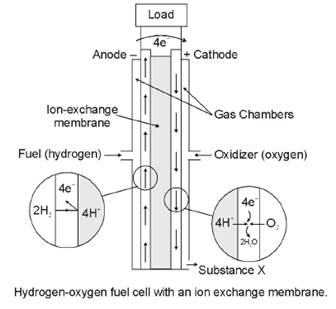 Load
4e⁻
Anode – + Cathode
Ion-exchange
membrane
Gas Chambers
Fuel (hydrogen)
Oxidizer (oxygen)
4e⁻
2H₂
4H⁺
4e⁻
4H⁺
O₂
2H₂O
Substance X
Hydrogen-oxygen fuel cell with an ion exchange membrane.